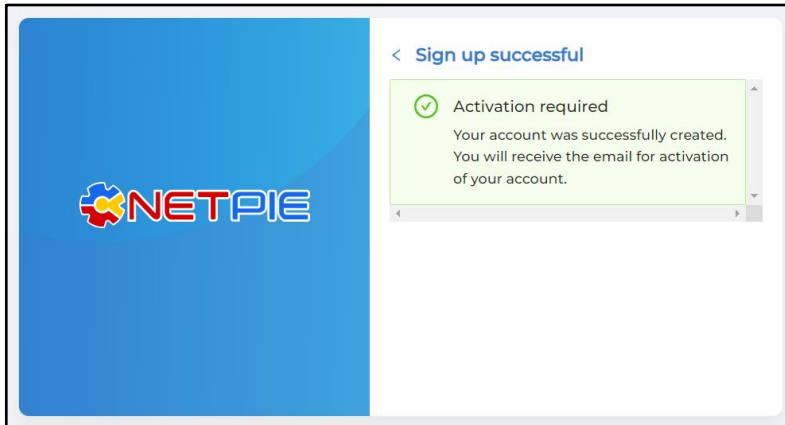 NETPIE
< Sign up successful
Activation required
Your account was successfully created.
You will receive the email for activation
of your account.